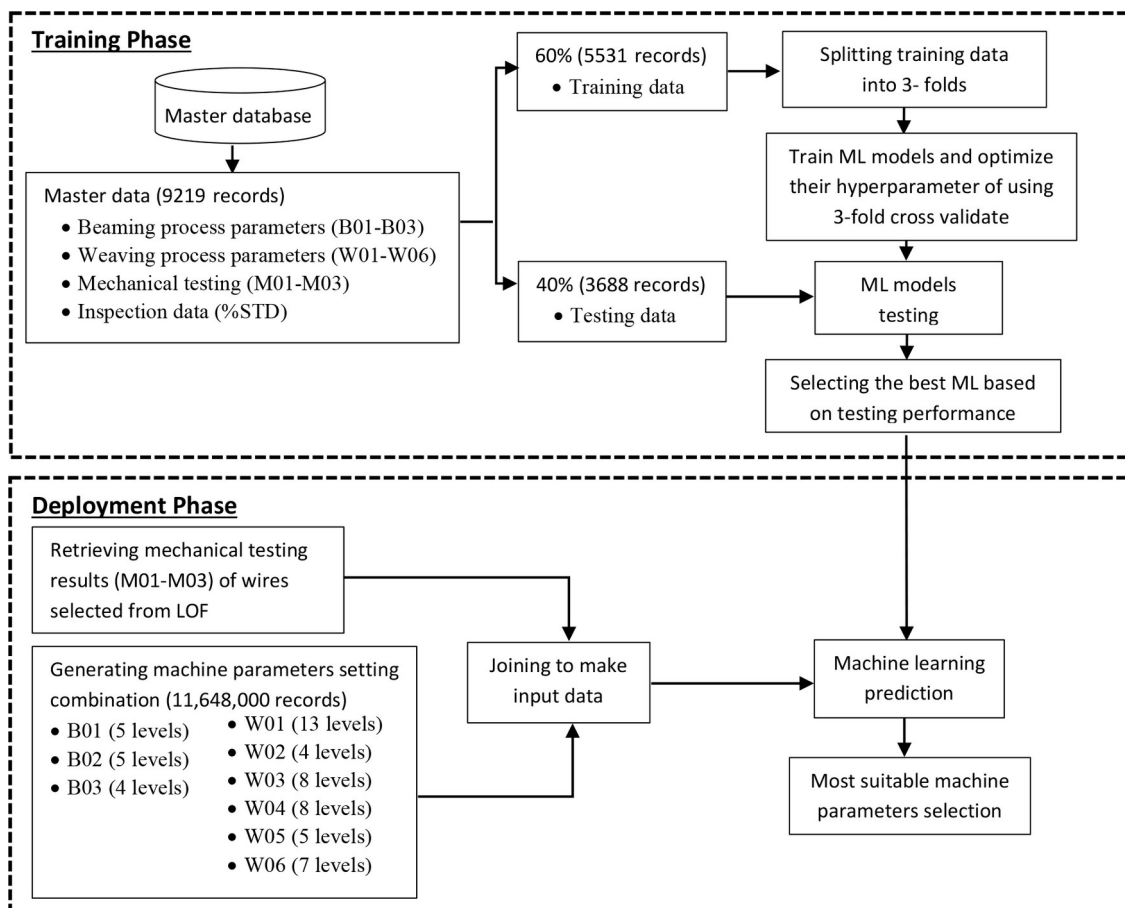 Training Phase
Master database
Master data (9219 records)
• Beaming process parameters (B01-B03)
• Weaving process parameters (W01-W06)
• Mechanical testing (M01-M03)
• Inspection data (%STD)
60% (5531 records)
• Training data
40% (3688 records)
• Testing data
Splitting training data
into 3- folds
Train ML models and optimize
their hyperparameter of using
3-fold cross validate
ML models
testing
Selecting the best ML based
on testing performance
Deployment Phase
Retrieving mechanical testing
results (M01-M03) of wires
selected from LOF
Generating machine parameters setting
combination (11,648,000 records)
• B01 (5 levels)
• B02 (5 levels)
• B03 (4 levels)
• W01 (13 levels)
• W02 (4 levels)
• W03 (8 levels)
• W04 (8 levels)
• W05 (5 levels)
• W06 (7 levels)
Joining to make
input data
Machine learning
prediction
Most suitable machine
parameters selection